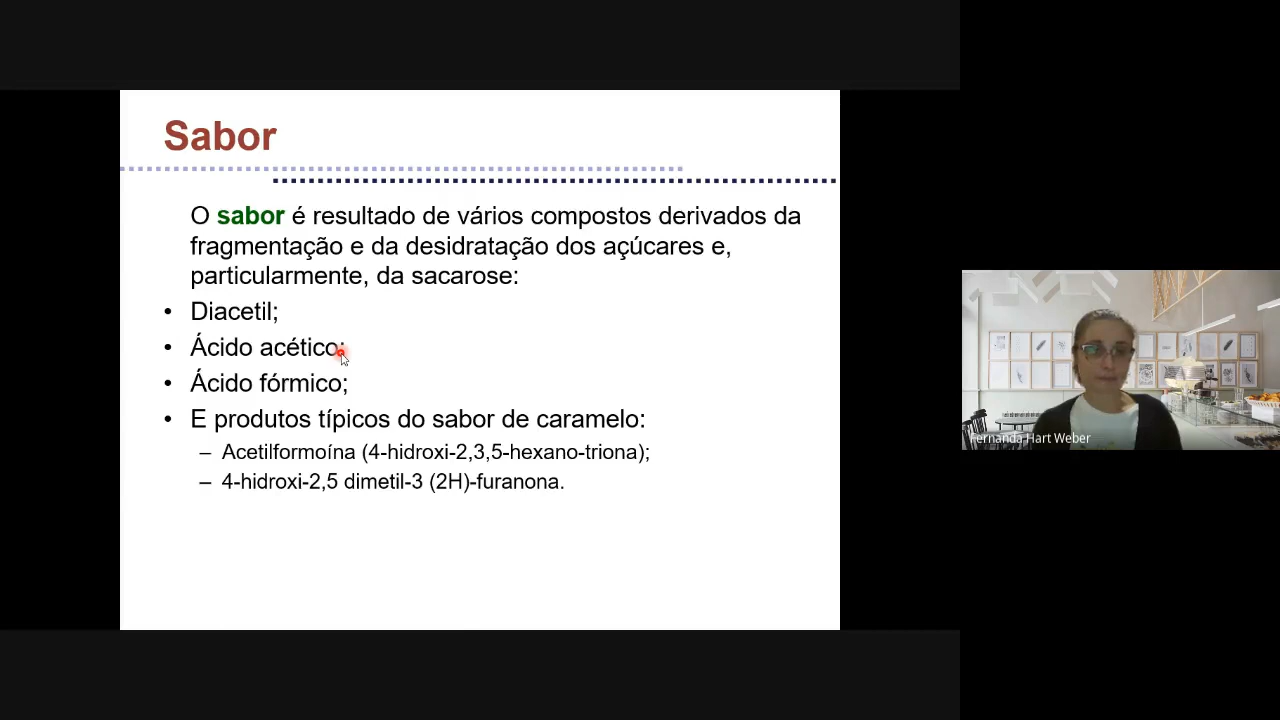 Sabor
O sabor é resultado de vários compostos derivados da
fragmentação e da desidratação dos açúcares e,
particularmente, da sacarose:
• Diacetil;
• Ácido acético;
• Ácido fórmico;
• E produtos típicos do sabor de caramelo:
– Acetilformoína (4-hidroxi-2,3,5-hexano-triona);
– 4-hidroxi-2,5 dimetil-3 (2H)-furanona.
Fernanda Hart Weber